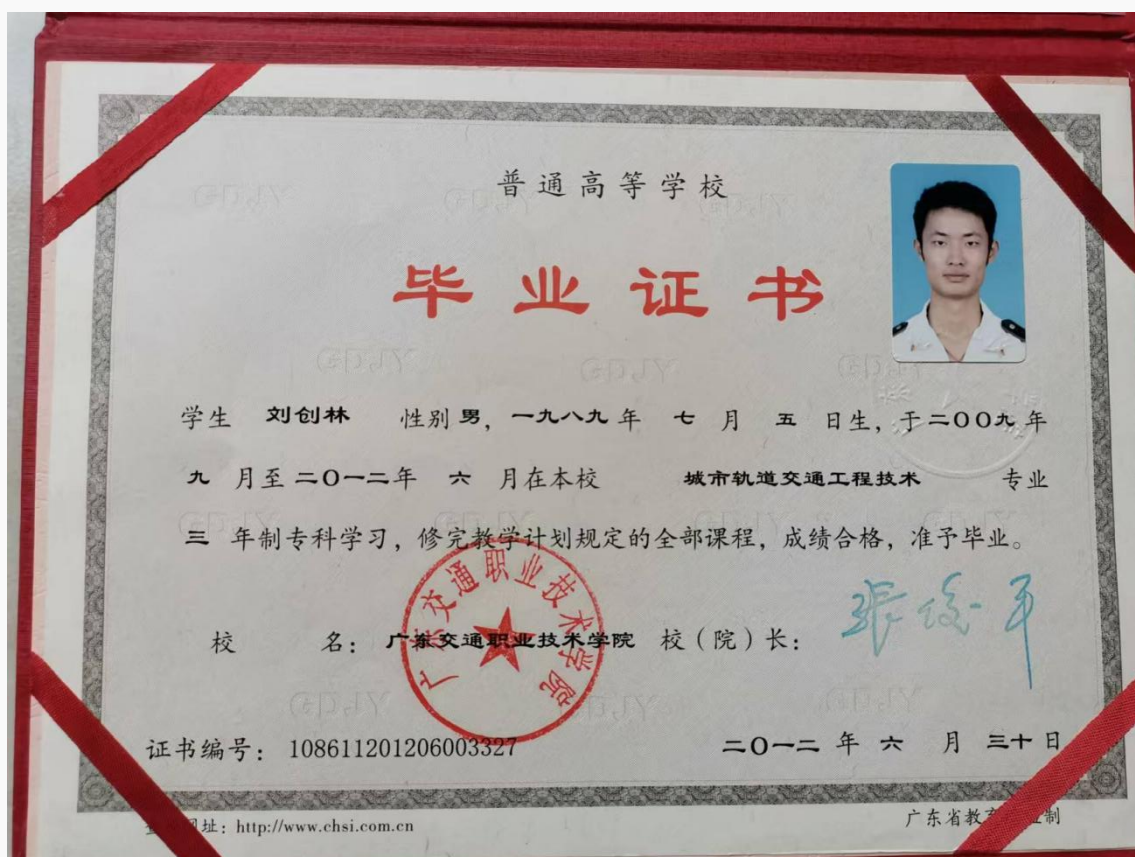 普通高等学校
毕业证书
学生 刘创林 性别 男，一九八九 年 七 月 五 日生，于 二〇〇九 年
九 月至 二〇一二 年 六 月在本校 城市轨道交通工程技术 专业
三 年制专科学习，修完教学计划规定的全部课程，成绩合格，准予毕业。
校 名： 广东交通职业技术学院 校（院）长：
广东交通职业技术学院
证书编号： 108611201206003327
二〇一二 年 六 月 三十 日
网址：http://www.chsi.com.cn
广东省教 制